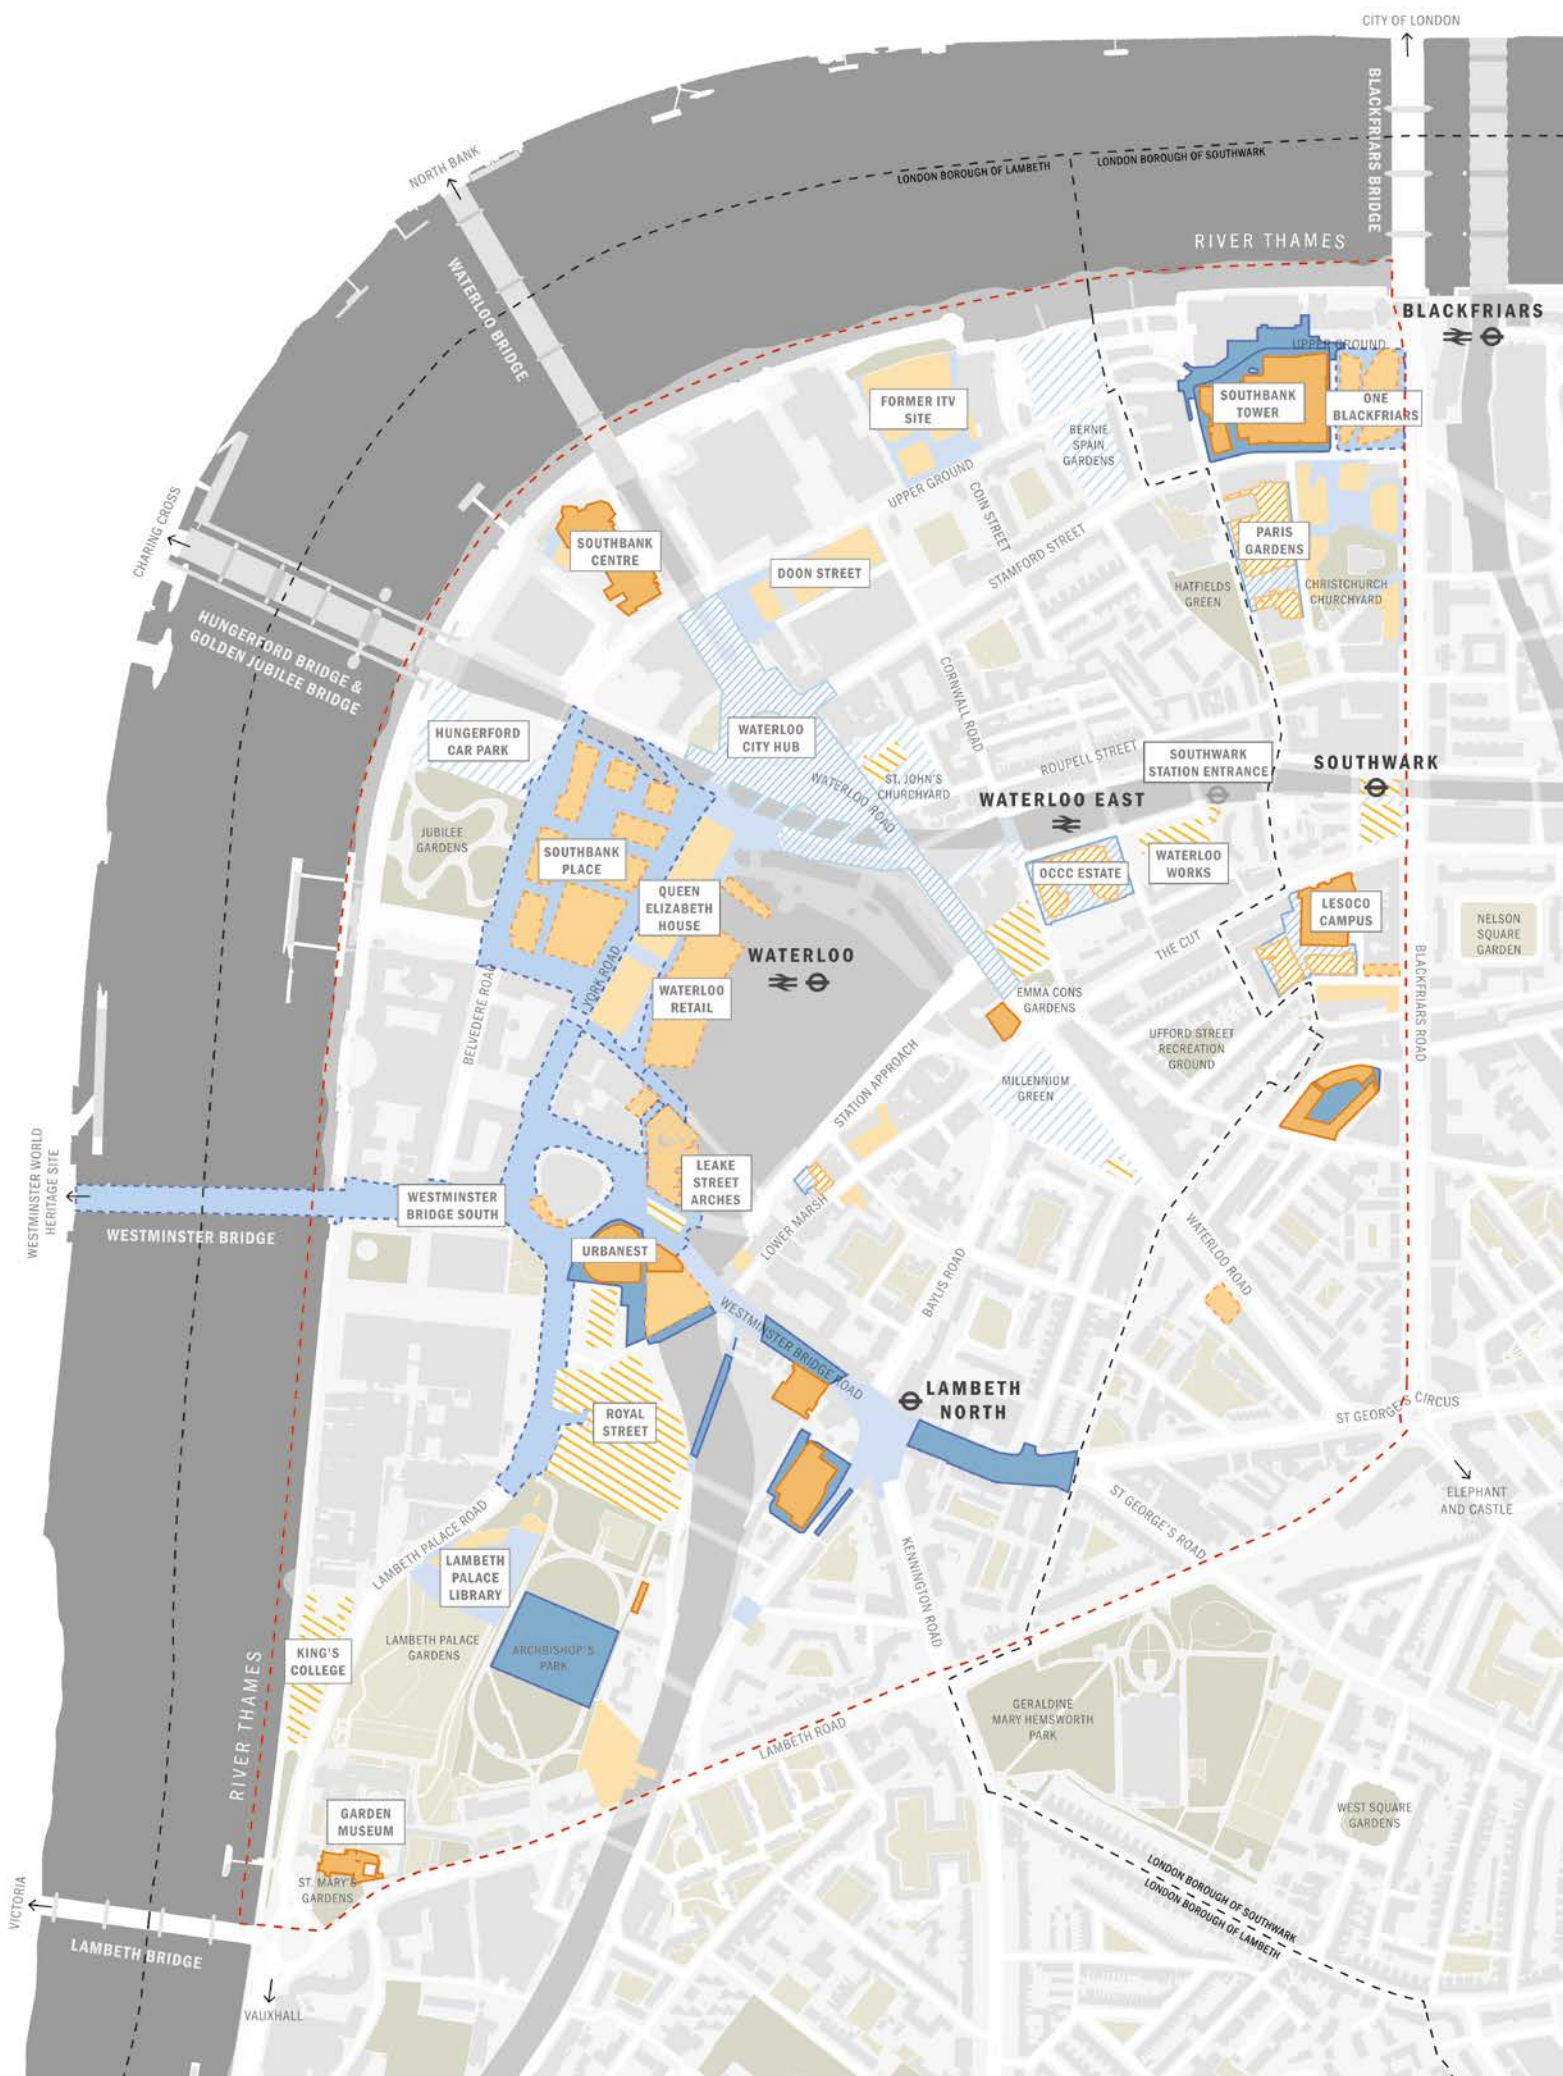 CITY OF LONDON
BLACKFRIARS BRIDGE
NORTH BANK
LONDON BOROUGH OF LAMBETH
LONDON BOROUGH OF SOUTHWARK
RIVER THAMES
WATERLOO BRIDGE
BLACKFRIARS
UPPER GROUND
SOUTHBANK
TOWER
ONE
BLACKFRIARS
FORMER ITV
SITE
BERNIE
SPAIN
GARDENS
UPPER GROUND
COIN STREET
STAMFORD STREET
CHARING CROSS
SOUTHBANK
CENTRE
DOON STREET
PARIS
GARDENS
HATFIELDS
GREEN
CHRISTCHURCH
CHURCHYARD
HUNGERFORD BRIDGE &
GOLDEN JUBILEE BRIDGE
HUNGERFORD
CAR PARK
WATERLOO
CITY HUB
WATERLOO ROAD
ST. JOHN'S
CHURCHYARD
CORNWALL ROAD
ROUPELL STREET
SOUTHWARK
STATION ENTRANCE
SOUTHWARK
WATERLOO EAST
JUBILEE
GARDENS
SOUTHBANK
PLACE
QUEEN
ELIZABETH
HOUSE
OCCC ESTATE
WATERLOO
WORKS
LESOCO
CAMPUS
NELSON
SQUARE
GARDEN
THE CUT
BLACKFRIARS ROAD
WATERLOO
WATERLOO
RETAIL
YORK ROAD
BELVEDERE ROAD
EMMA CONS
GARDENS
UFFORD STREET
RECREATION
GROUND
STATION APPROACH
MILLENNIUM
GREEN
WESTMINSTER WORLD
HERITAGE SITE
WESTMINSTER BRIDGE
WESTMINSTER
BRIDGE SOUTH
LEAKE
STREET
ARCHES
LOWER MARSH
URBANEST
BAYLIS ROAD
WATERLOO ROAD
WESTMINSTER BRIDGE ROAD
LAMBETH
NORTH
ROYAL
STREET
ST GEORGE'S CIRCUS
ELEPHANT
AND CASTLE
ST GEORGE'S ROAD
LAMBETH PALACE ROAD
LAMBETH
PALACE
LIBRARY
KENNINGTON ROAD
KING'S
COLLEGE
LAMBETH PALACE
GARDENS
ARCHBISHOP'S
PARK
RIVER THAMES
GERALDINE
MARY HEMSWORTH
PARK
LAMBETH ROAD
WEST SQUARE
GARDENS
GARDEN
MUSEUM
ST. MARY'S
GARDENS
LONDON BOROUGH OF SOUTHWARK
LONDON BOROUGH OF LAMBETH
VICTORIA
LAMBETH BRIDGE
VAUXHALL